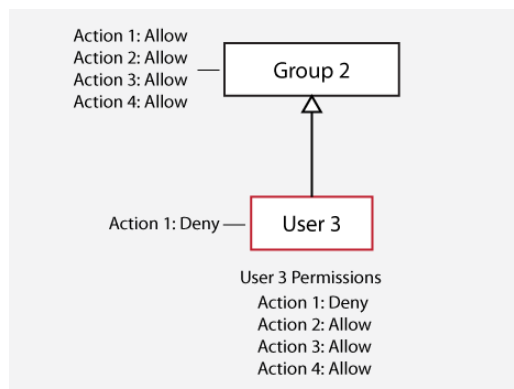 Action 1: Allow
Action 2: Allow
Action 3: Allow
Action 4: Allow
Group 2
Action 1: Deny
User 3
User 3 Permissions
Action 1: Deny
Action 2: Allow
Action 3: Allow
Action 4: Allow